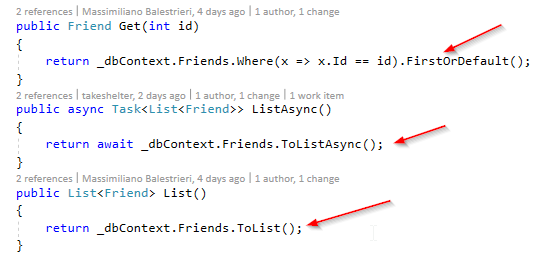 2 references | Massimiliano Balestrieri, 4 days ago | 1 author, 1 change
public Friend Get(int id)
{
return _dbContext.Friends.Where(x => x.Id == id).FirstOrDefault();
}
2 references | takeshelter, 2 days ago | 1 author, 1 change | 1 work item
public async Task<List<Friend>> ListAsync()
{
return await _dbContext.Friends.ToListAsync();
}
2 references | Massimiliano Balestrieri, 4 days ago | 1 author, 1 change
public List<Friend> List()
{
return _dbContext.Friends.ToList();
}